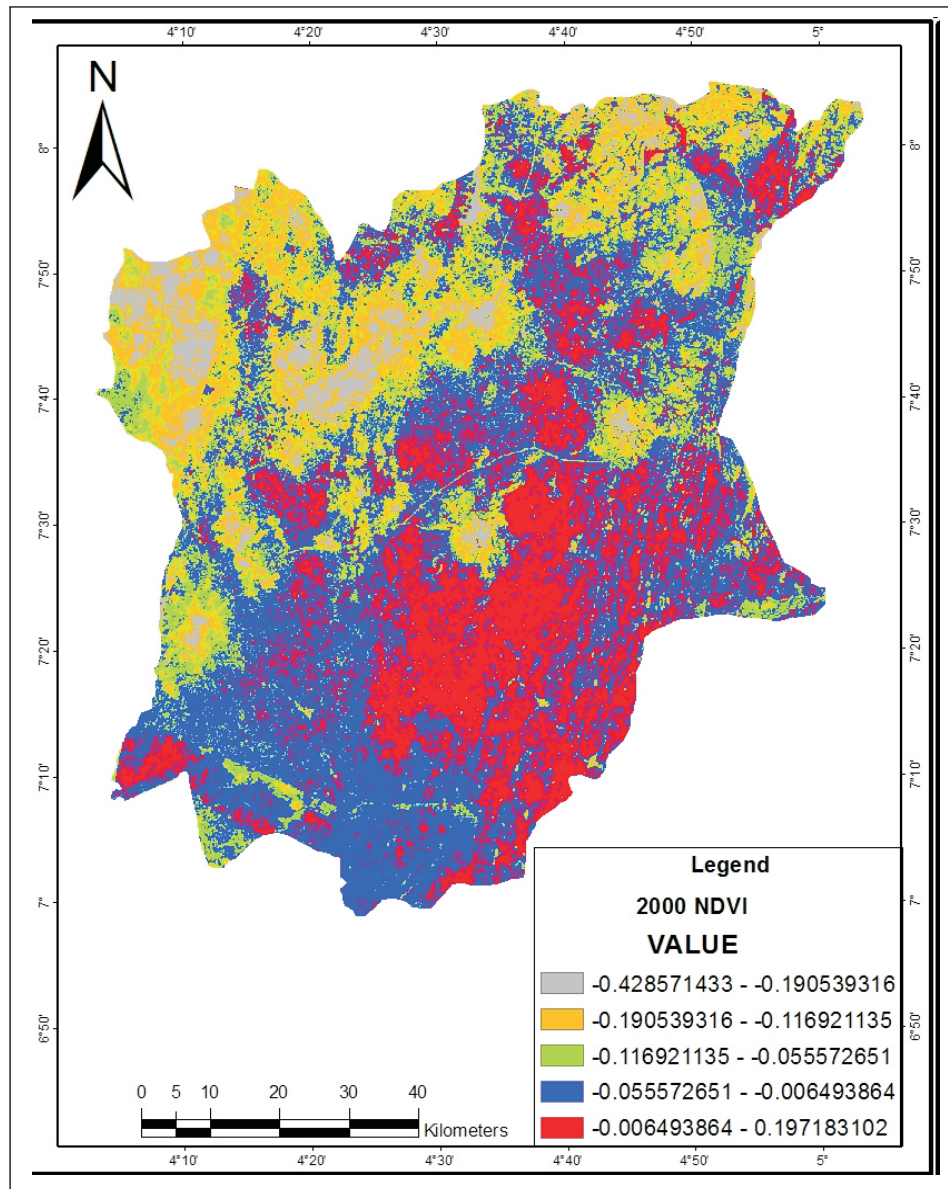 4°10' 4°20' 4°30' 4°40' 4°50' 5°
N
8° 8°
7°50' 7°50'
7°40' 7°40'
7°30' 7°30'
7°20' 7°20'
7°10' 7°10'
7° 7°
6°50' 6°50'
Legend
2000 NDVI
VALUE
-0.428571433 - -0.190539316
-0.190539316 - -0.116921135
-0.116921135 - -0.055572651
-0.055572651 - -0.006493864
-0.006493864 - 0.197183102
0 5 10 20 30 40
Kilometers
4°10' 4°20' 4°30' 4°40' 4°50' 5°